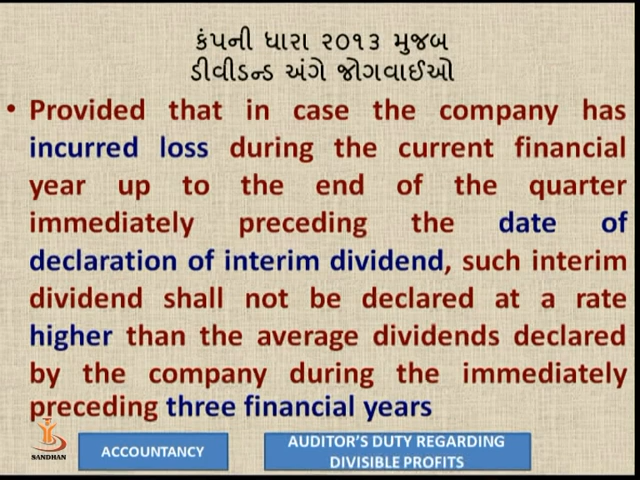 કંપની ધારા ૨૦૧૩ મુજબ
ડીવીડન્ડ અંગે જોગવાઈઓ
• Provided that in case the company has
incurred loss during the current financial
year up to the end of the quarter
immediately preceding the date of
declaration of interim dividend, such interim
dividend shall not be declared at a rate
higher than the average dividends declared
by the company during the immediately
preceding three financial years
SANDHAN
ACCOUNTANCY
AUDITOR'S DUTY REGARDING
DIVISIBLE PROFITS